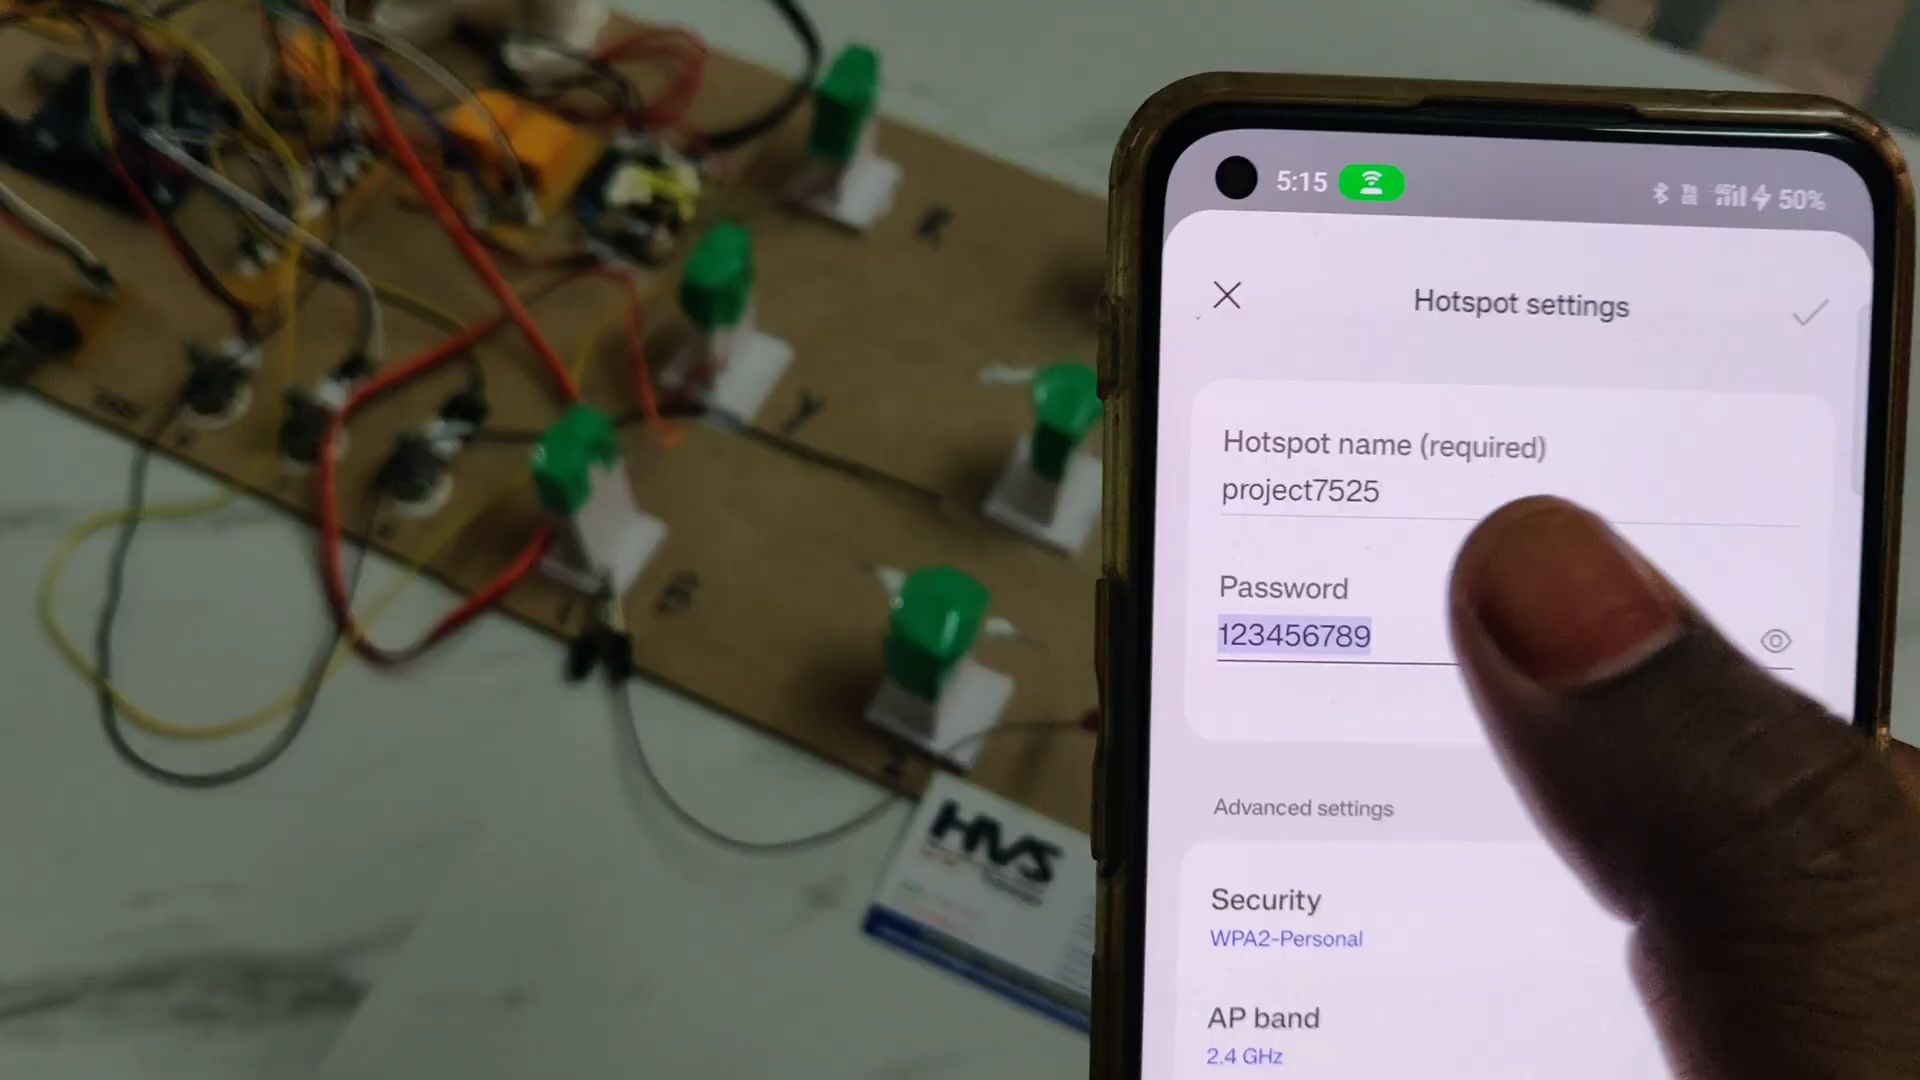 5:15
50%
Hotspot settings
Hotspot name (required)
project7525
Password
123456789
Advanced settings
Security
WPA2-Personal
AP band
2.4 GHz
R
Y
B
HVS